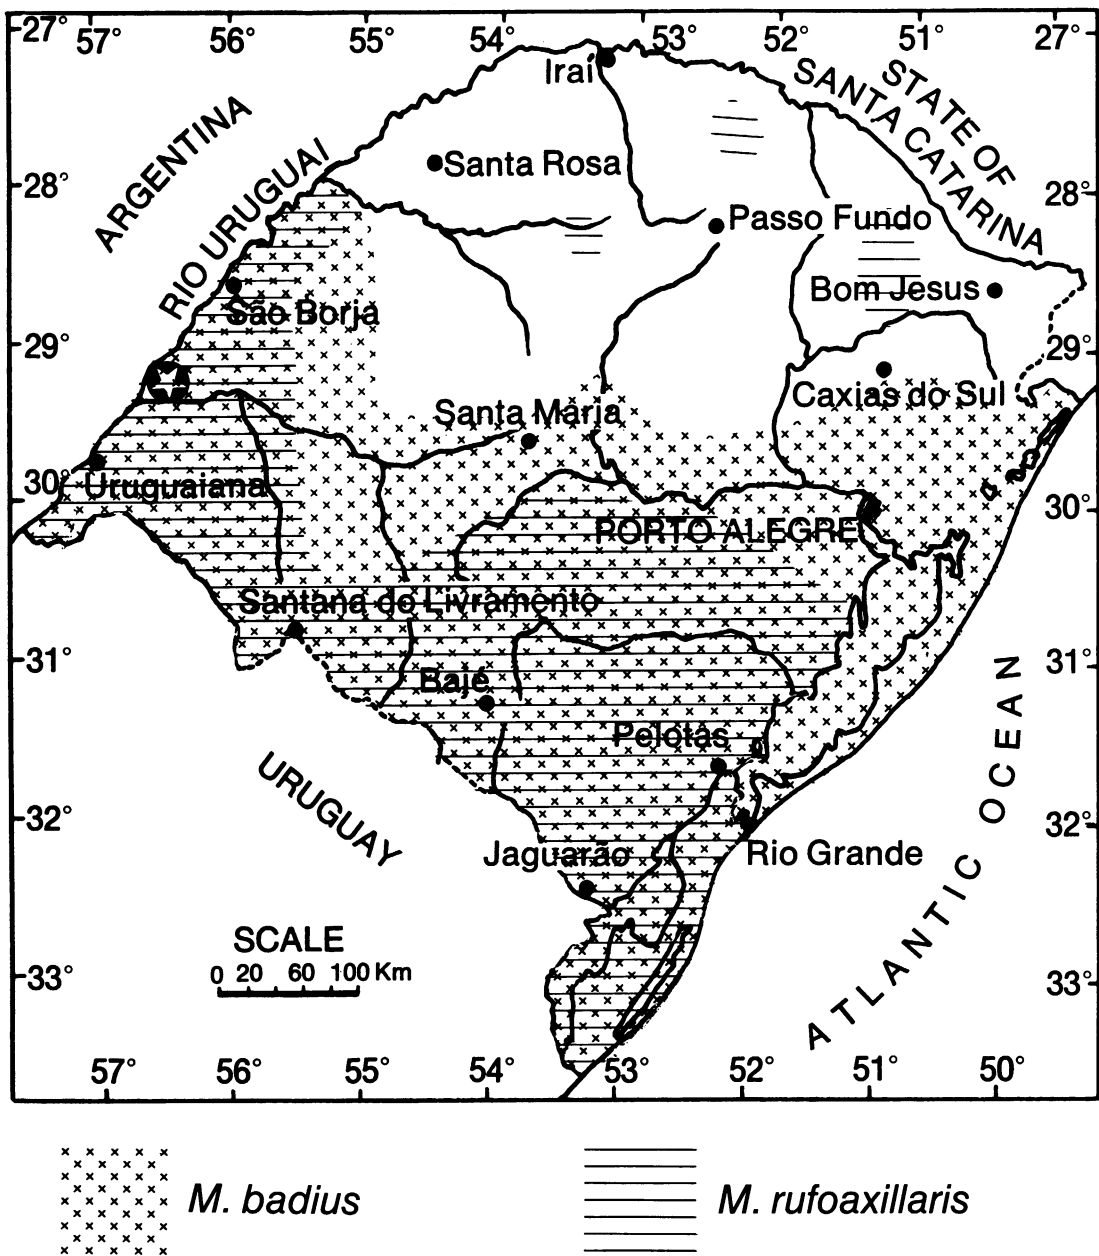 27° 57° 56° 55° 54° 53° 52° 51° 27°
Iraí
STATE OF
SANTA CATARINA
ARGENTINA
RIO URUGUAI
Santa Rosa
28°
28°
Passo Fundo
Bom Jesus
São Borja
29°
29°
Caxias do Sul
Santa Maria
30°
Uruguaiana
30°
PORTO ALEGRE
Santana do Livramento
31°
31°
Bajé
Pelotas
URUGUAY
ATLANTIC OCEAN
32°
32°
Jaguarão
Rio Grande
SCALE
0 20 60 100 Km
33°
33°
57° 56° 55° 54° 53° 52° 51° 50°
M. badius
M. rufoaxillaris